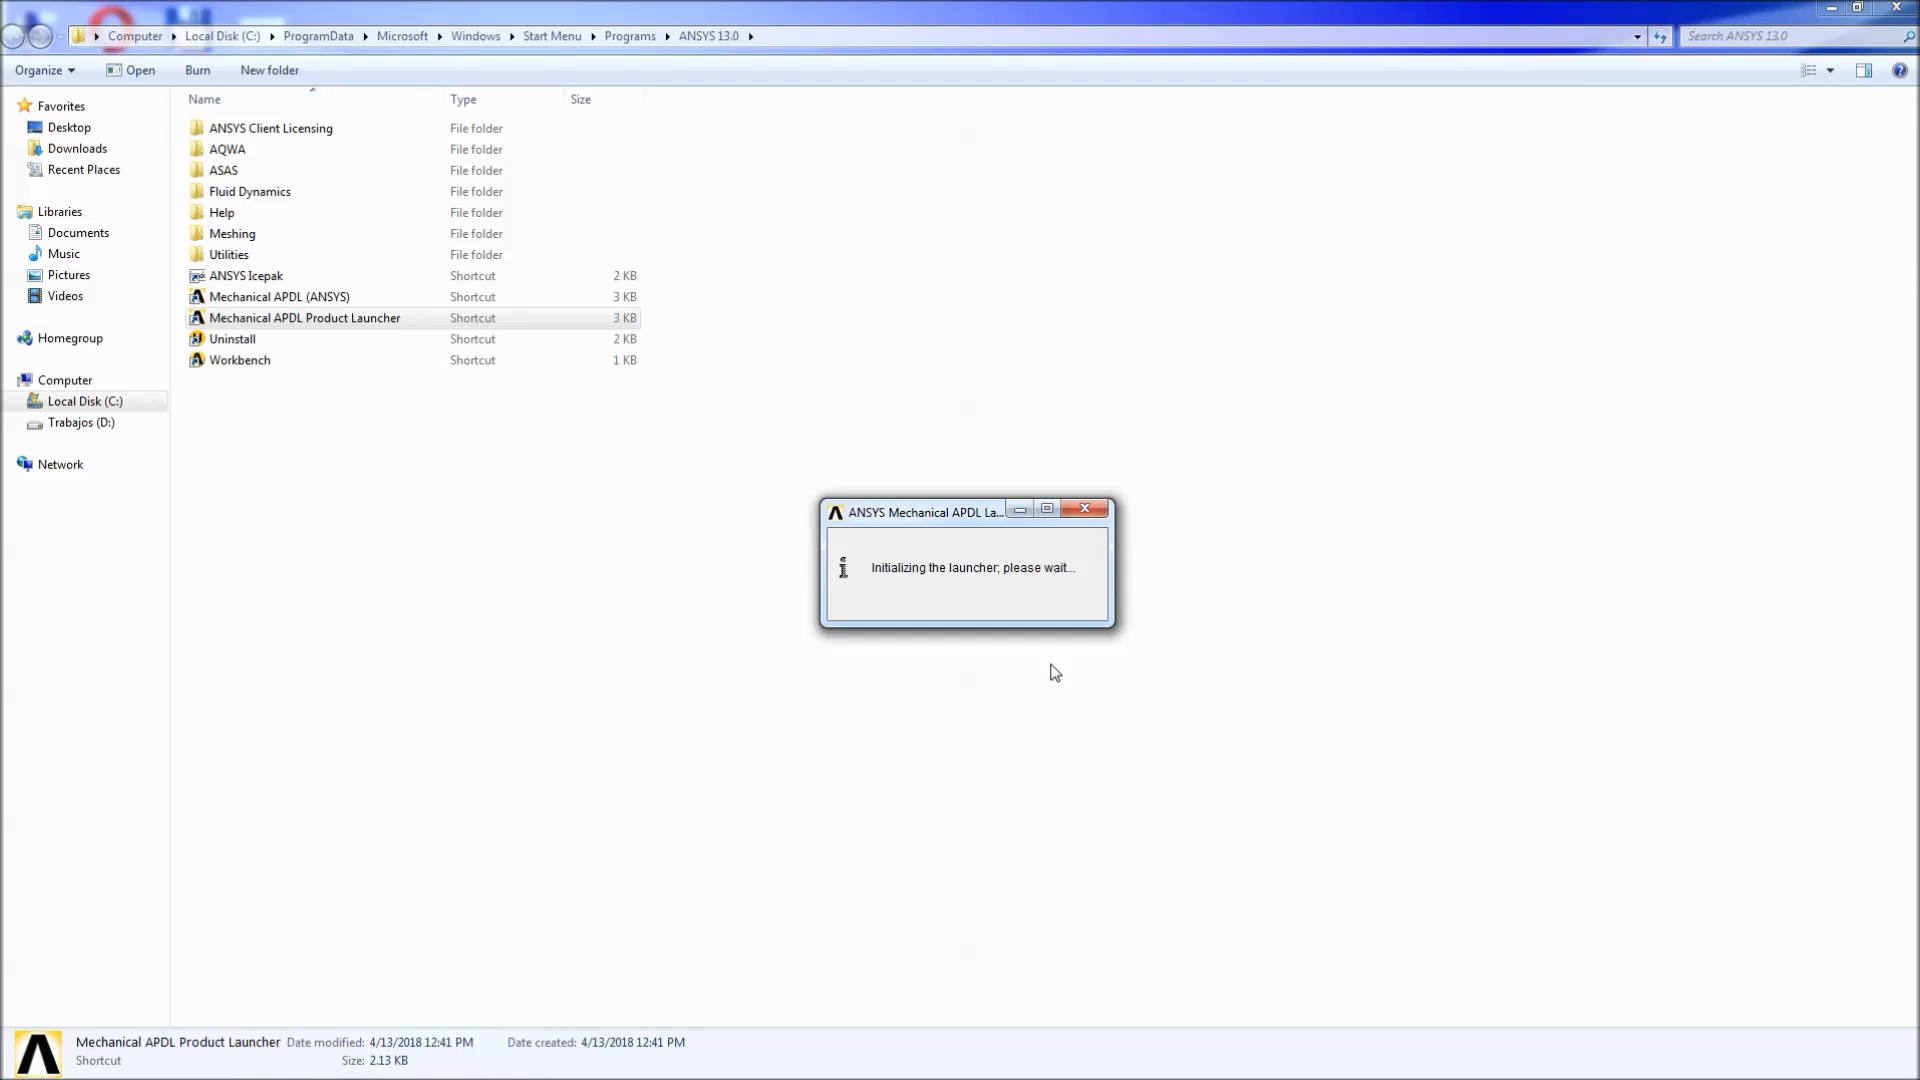 Computer Local Disk (C:) ProgramData Microsoft Windows Start Menu Programs ANSYS 13.0
Search ANSYS 13.0
Organize Open Burn New folder
Name Type Size
Favorites
Desktop
Downloads
Recent Places
Libraries
Documents
Music
Pictures
Videos
Homegroup
Computer
Local Disk (C:)
Trabajos (D:)
Network
ANSYS Client Licensing File folder
AQWA File folder
ASAS File folder
Fluid Dynamics File folder
Help File folder
Meshing File folder
Utilities File folder
ANSYS Icepak Shortcut 2 KB
Mechanical APDL (ANSYS) Shortcut 3 KB
Mechanical APDL Product Launcher Shortcut 3 KB
Uninstall Shortcut 2 KB
Workbench Shortcut 1 KB
ANSYS Mechanical APDL La...
Initializing the launcher; please wait...
Mechanical APDL Product Launcher Date modified: 4/13/2018 12:41 PM Date created: 4/13/2018 12:41 PM
Shortcut Size: 2.13 KB